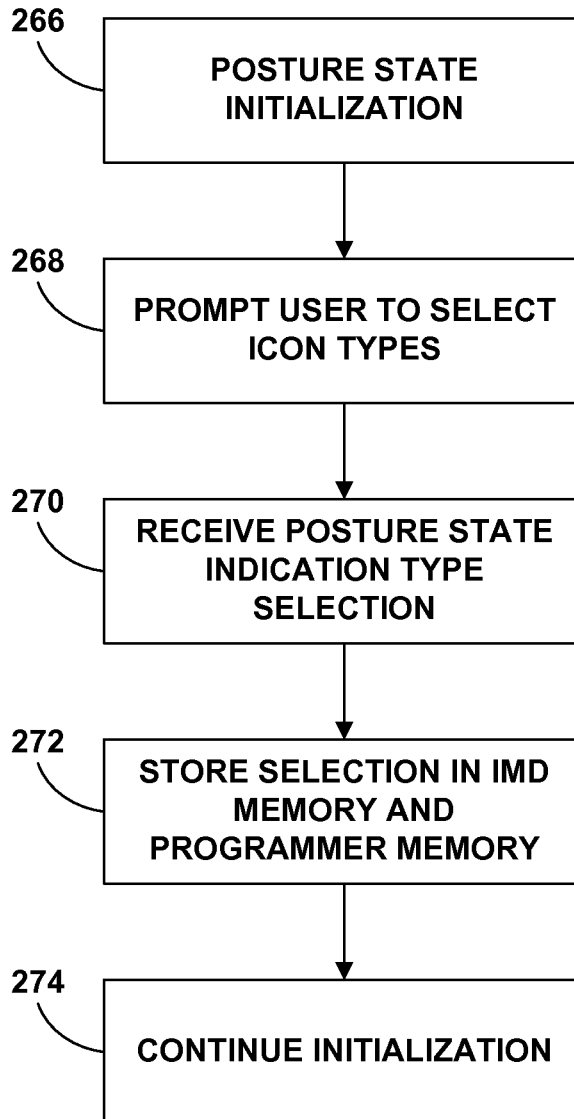 266
POSTURE STATE
INITIALIZATION
268
PROMPT USER TO SELECT
ICON TYPES
270
RECEIVE POSTURE STATE
INDICATION TYPE
SELECTION
272
STORE SELECTION IN IMD
MEMORY AND
PROGRAMMER MEMORY
274
CONTINUE INITIALIZATION